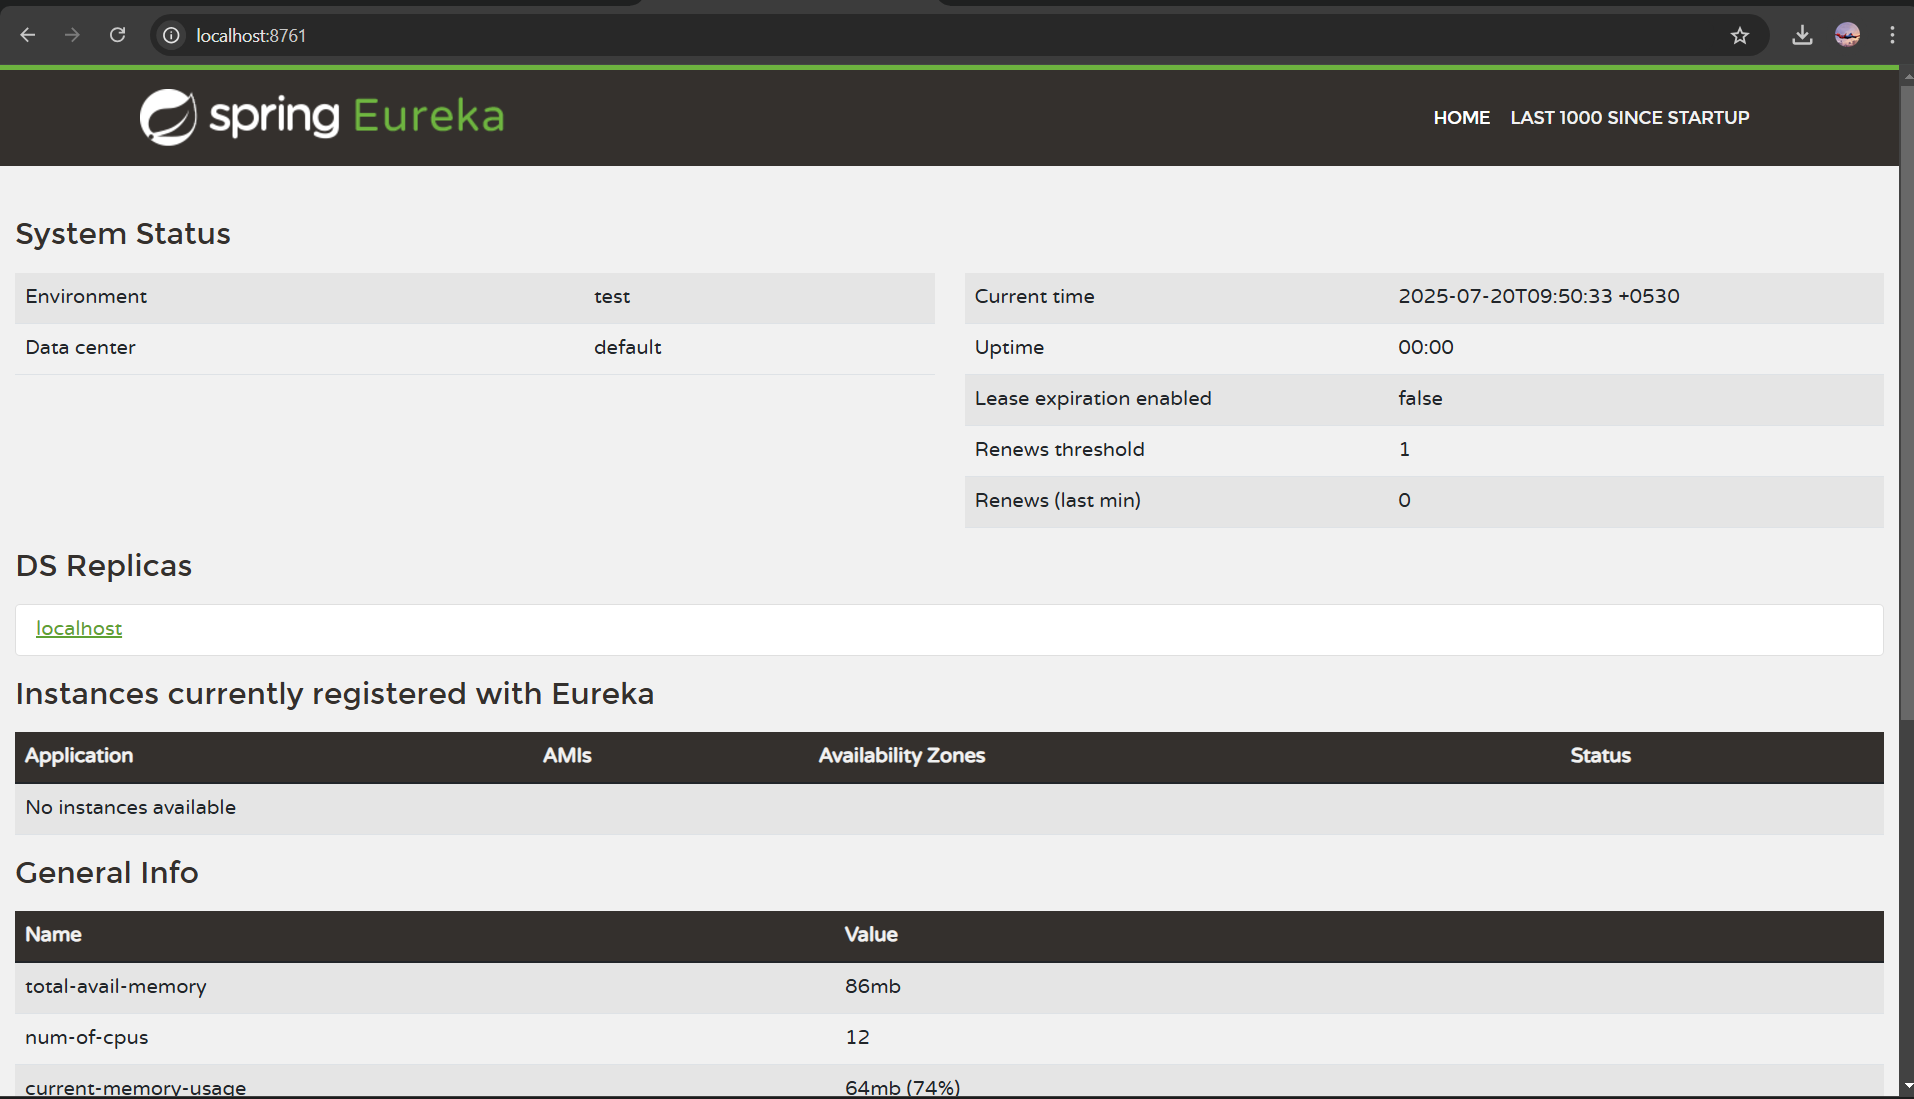 localhost:8761
spring Eureka
HOME LAST 1000 SINCE STARTUP
System Status
Environment test
Data center default
Current time 2025-07-20T09:50:33 +0530
Uptime 00:00
Lease expiration enabled false
Renews threshold 1
Renews (last min) 0
DS Replicas
localhost
Instances currently registered with Eureka
Application AMIs Availability Zones Status
No instances available
General Info
Name Value
total-avail-memory 86mb
num-of-cpus 12
current-memory-usage 64mb (74%)